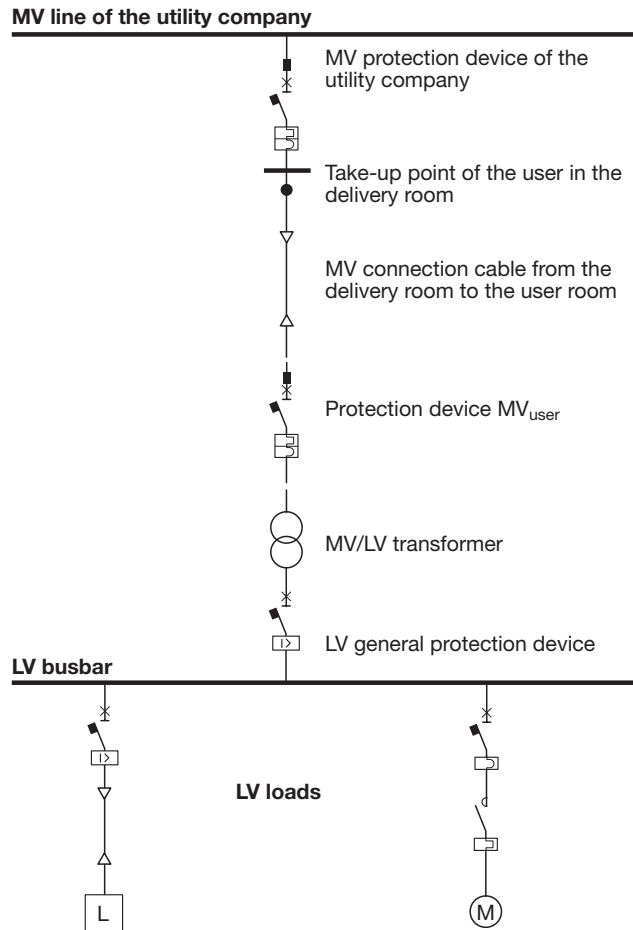 MV line of the utility company
MV protection device of the
utility company
Take-up point of the user in the
delivery room
MV connection cable from the
delivery room to the user room
Protection device MVuser
MV/LV transformer
I>
LV general protection device
LV busbar
I>
LV loads
L
M